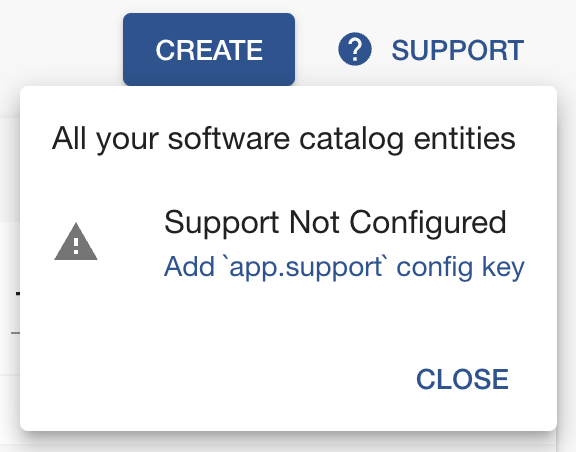 CREATE
SUPPORT
All your software catalog entities
Support Not Configured
Add `app.support` config key
CLOSE